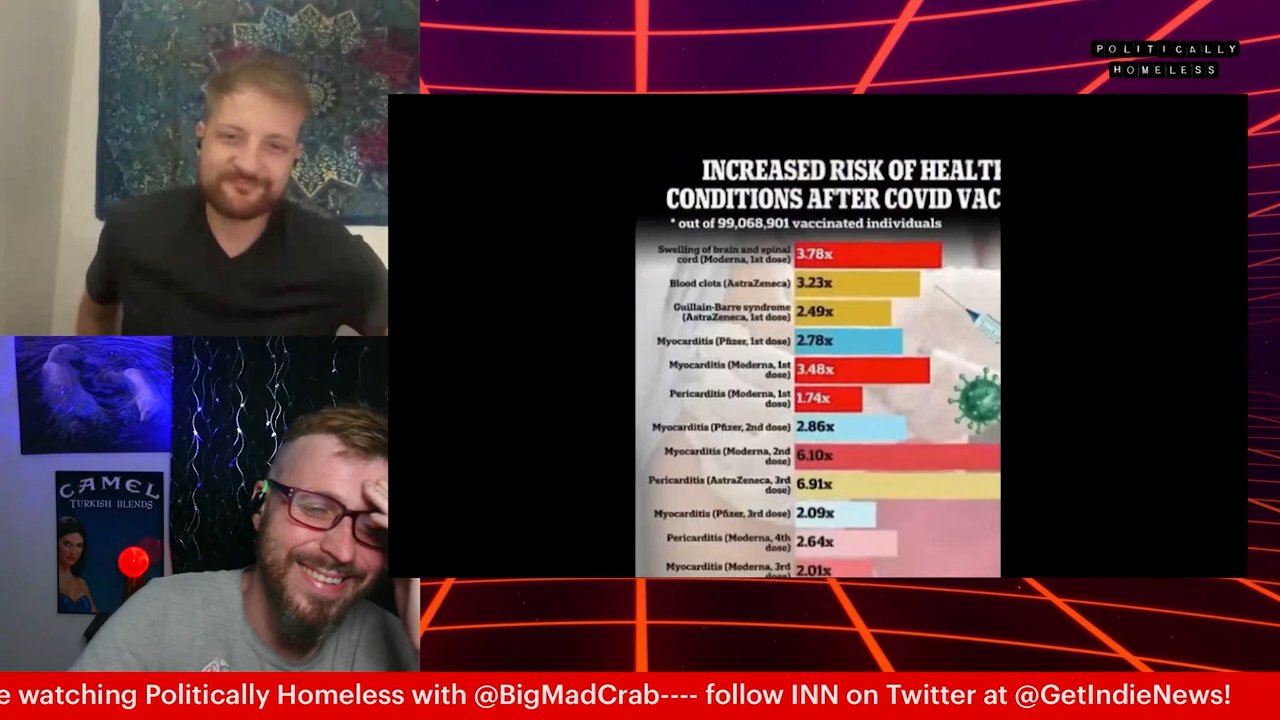 POLITICALLY
HOMELESS
INCREASED RISK OF HEALTH
CONDITIONS AFTER COVID VAC
* out of 99,068,901 vaccinated individuals
Swelling of brain and spinal
cord (Moderna, 1st dose) 3.78x
Blood clots (AstraZeneca) 3.23x
Guillain-Barre syndrome
(AstraZeneca, 1st dose) 2.49x
Myocarditis (Pfizer, 1st dose) 2.78x
Myocarditis (Moderna, 1st
dose) 3.48x
Pericarditis (Moderna, 1st
dose) 1.74x
Myocarditis (Pfizer, 2nd dose) 2.86x
Myocarditis (Moderna, 2nd
dose) 6.10x
Pericarditis (AstraZeneca, 3rd
dose) 6.91x
Myocarditis (Pfizer, 3rd dose) 2.09x
Pericarditis (Moderna, 4th
dose) 2.64x
Myocarditis (Moderna, 3rd
dose) 2.01x
CAMEL
TURKISH BLENDS
e watching Politically Homeless with @BigMadCrab---- follow INN on Twitter at @GetIndieNews!